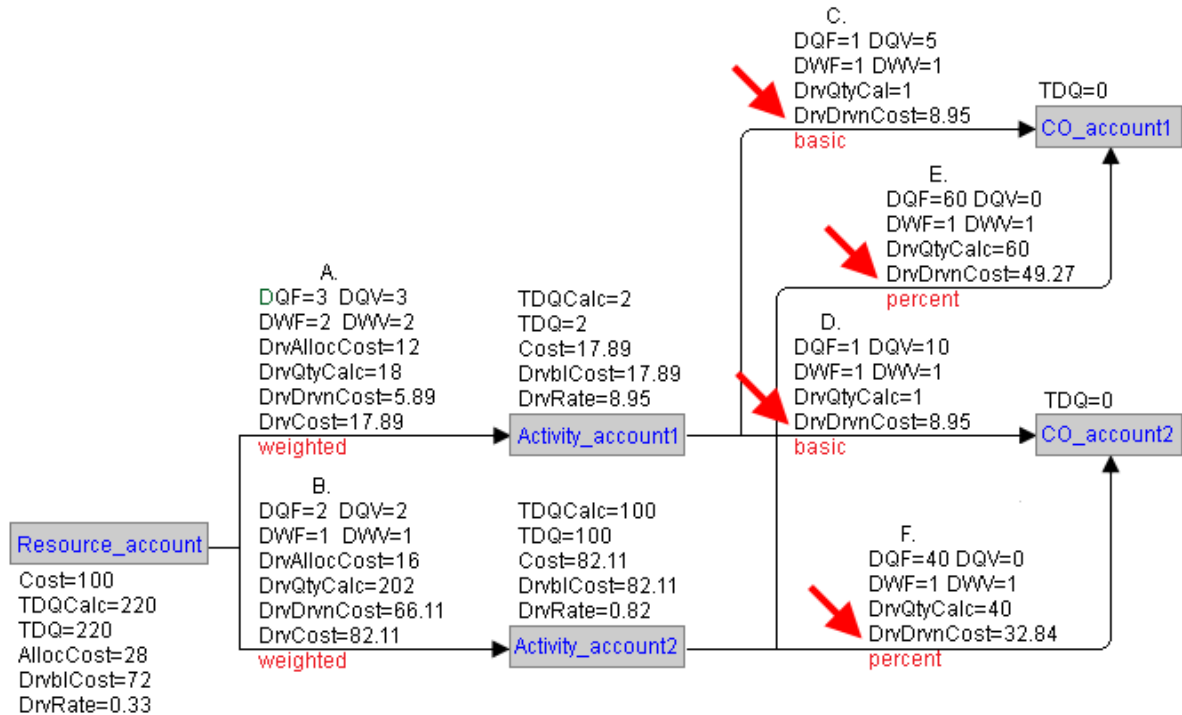 C.
DQF=1 DQV=5
DWF=1 DWV=1
DrvQtyCal=1
DrvDrvnCost=8.95
basic
TDQ=0
CO_account1
E.
DQF=60 DQV=0
DWF=1 DWV=1
DrvQtyCalc=60
DrvDrvnCost=49.27
percent
A.
DQF=3 DQV=3
DWF=2 DWV=2
DrvAllocCost=12
DrvQtyCalc=18
DrvDrvnCost=5.89
DrvCost=17.89
weighted
TDQCalc=2
TDQ=2
Cost=17.89
DrvblCost=17.89
DrvRate=8.95
Activity_account1
D.
DQF=1 DQV=10
DWF=1 DWV=1
DrvQtyCalc=1
DrvDrvnCost=8.95
basic
TDQ=0
CO_account2
B.
DQF=2 DQV=2
DWF=1 DWV=1
DrvAllocCost=16
DrvQtyCalc=202
DrvDrvnCost=66.11
DrvCost=82.11
weighted
TDQCalc=100
TDQ=100
Cost=82.11
DrvblCost=82.11
DrvRate=0.82
Activity_account2
F.
DQF=40 DQV=0
DWF=1 DWV=1
DrvQtyCalc=40
DrvDrvnCost=32.84
percent
Resource_account
Cost=100
TDQCalc=220
TDQ=220
AllocCost=28
DrvblCost=72
DrvRate=0.33